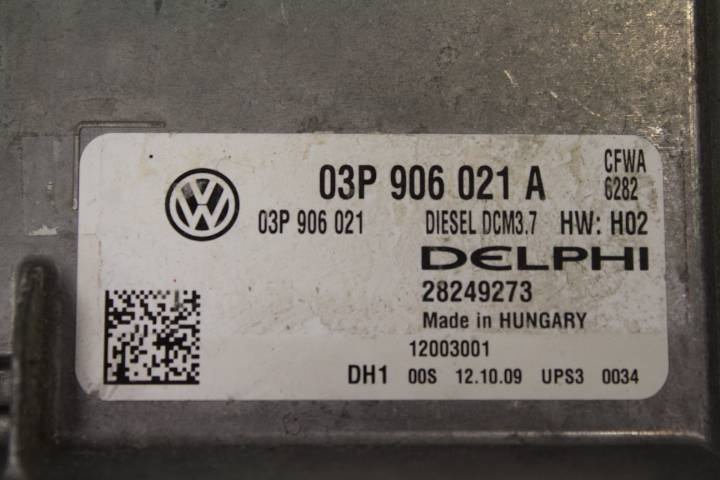 03P 906 021 A CFWA
6282
03P 906 021 DIESEL DCM3.7 HW: H02
DELPHI
28249273
Made in HUNGARY
12003001
DH1 00S 12.10.09 UPS3 0034